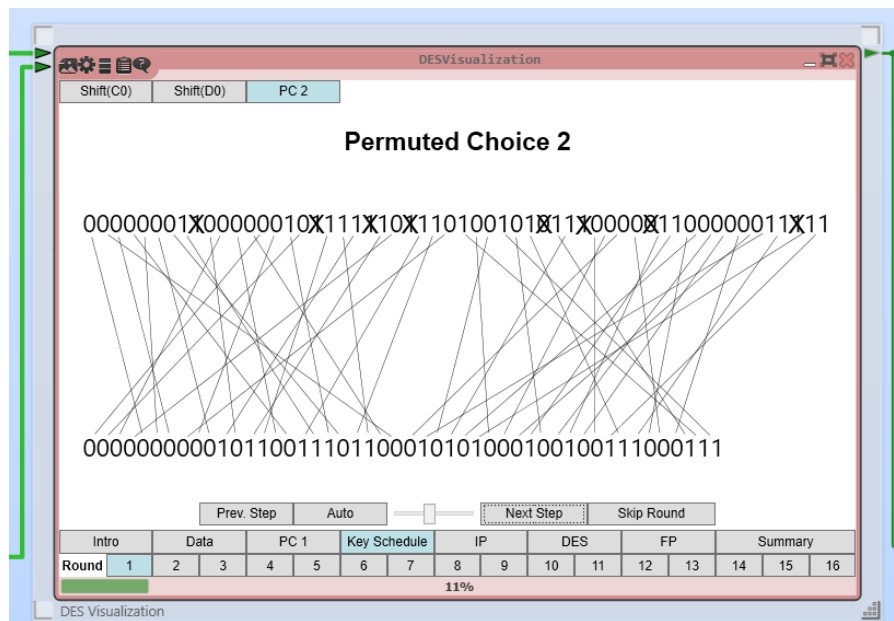 DESVisualization
Shift(C0) Shift(D0) PC 2
Permuted Choice 2
00000001X00000010X111X10X110100101X11X0000X1100000011X11
000000000010110011101100010101000100100111000111
Prev. Step Auto Next Step Skip Round
Intro Data PC 1 Key Schedule IP DES FP Summary
Round 1 2 3 4 5 6 7 8 9 10 11 12 13 14 15 16
11%
DES Visualization